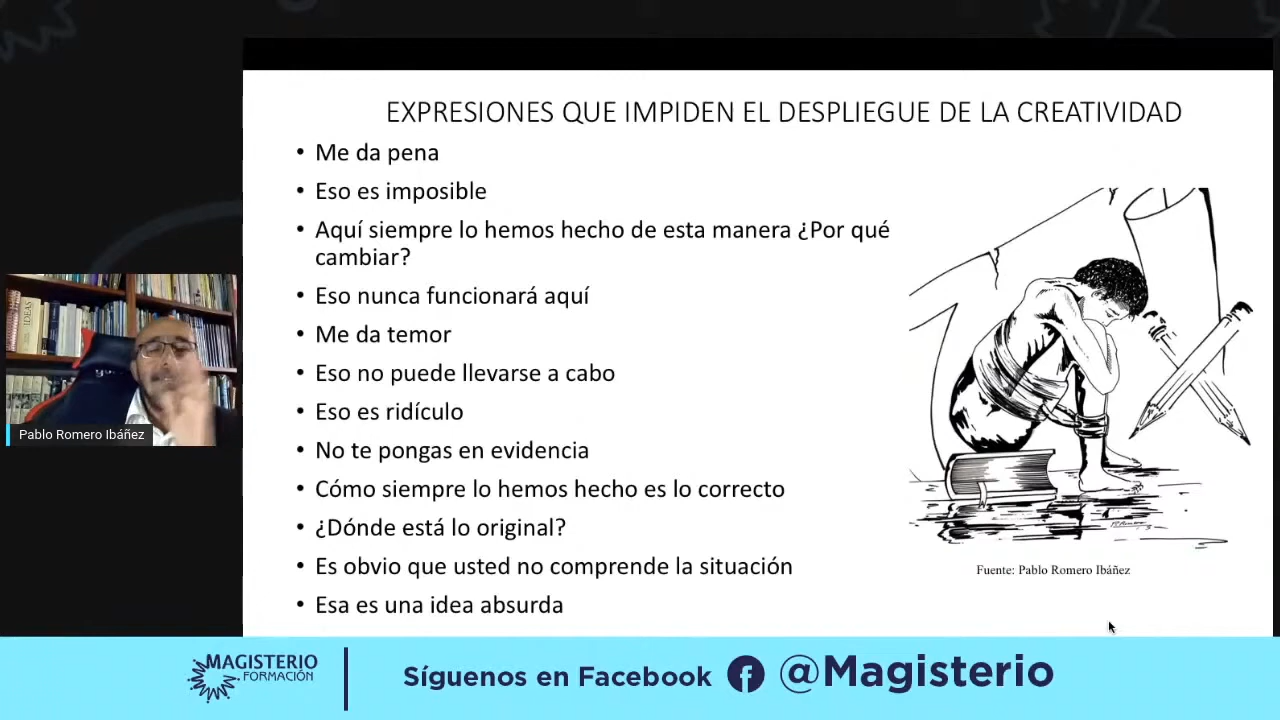 EXPRESIONES QUE IMPIDEN EL DESPLIEGUE DE LA CREATIVIDAD
• Me da pena
• Eso es imposible
• Aquí siempre lo hemos hecho de esta manera ¿Por qué
cambiar?
• Eso nunca funcionará aquí
• Me da temor
• Eso no puede llevarse a cabo
• Eso es ridículo
• No te pongas en evidencia
• Cómo siempre lo hemos hecho es lo correcto
• ¿Dónde está lo original?
• Es obvio que usted no comprende la situación
• Esa es una idea absurda
Fuente: Pablo Romero Ibáñez
IDEAS
Pablo Romero Ibáñez
MAGISTERIO
FORMACIÓN
Síguenos en Facebook @Magisterio